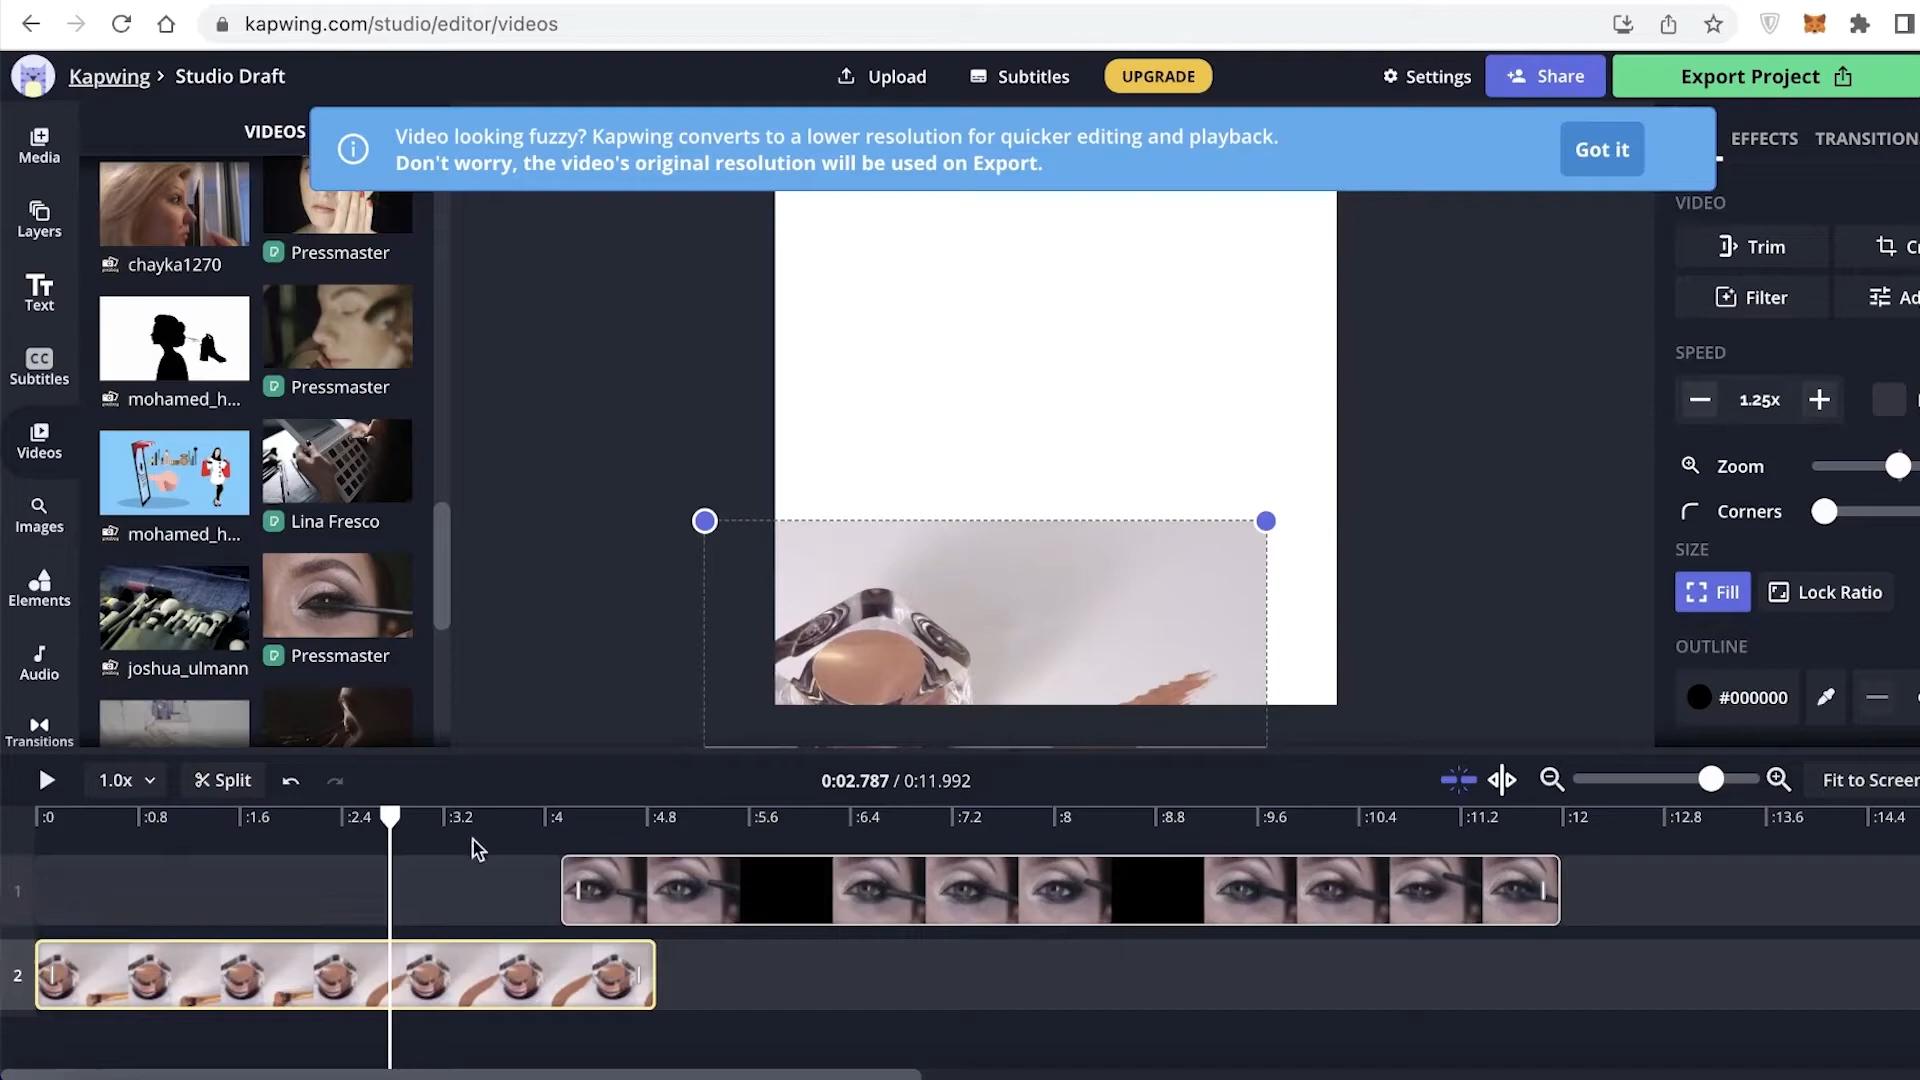 kapwing.com/studio/editor/videos
Kapwing › Studio Draft
Upload
Subtitles
UPGRADE
Settings
Share
Export Project
Media
Layers
Text
CC
Subtitles
Videos
Images
Elements
Audio
Transitions
VIDEOS
Video looking fuzzy? Kapwing converts to a lower resolution for quicker editing and playback.
Don't worry, the video's original resolution will be used on Export.
Got it
EFFECTS
TRANSITION
chayka1270
Pressmaster
mohamed_h...
Pressmaster
mohamed_h...
Lina Fresco
joshua_ulmann
Pressmaster
VIDEO
Trim
Cr
Filter
Ad
SPEED
1.25x
Zoom
Corners
SIZE
Fill
Lock Ratio
OUTLINE
#000000
1.0x
Split
0:02.787 / 0:11.992
Fit to Screen
:0 :0.8 :1.6 :2.4 :3.2 :4 :4.8 :5.6 :6.4 :7.2 :8 :8.8 :9.6 :10.4 :11.2 :12 :12.8 :13.6 :14.4
1
2